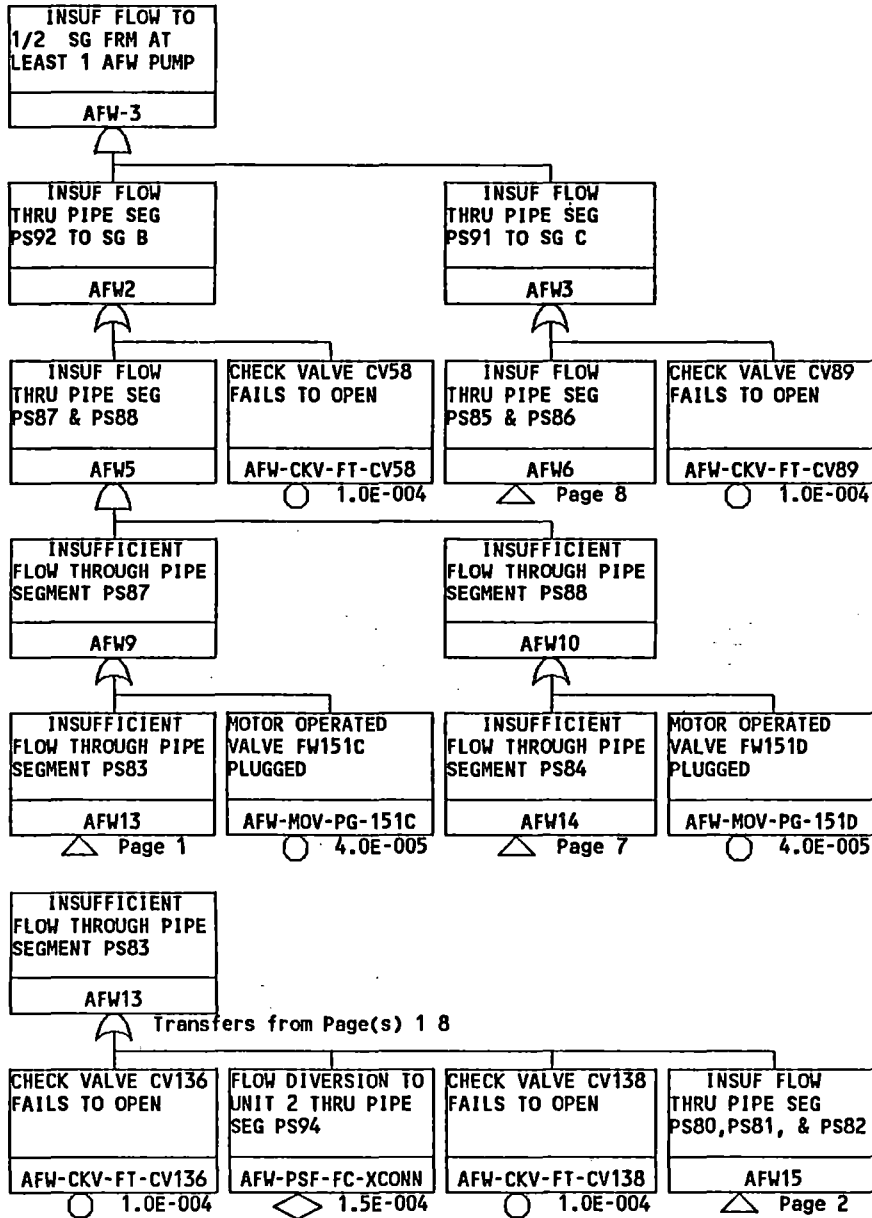 INSUF FLOW TO
1/2 SG FRM AT
LEAST 1 AFW PUMP
AFW-3
INSUF FLOW
THRU PIPE SEG
PS92 TO SG B
AFW2
INSUF FLOW
THRU PIPE SEG
PS91 TO SG C
AFW3
INSUF FLOW
THRU PIPE SEG
PS87 & PS88
AFW5
CHECK VALVE CV58
FAILS TO OPEN
AFW-CKV-FT-CV58
1.0E-004
INSUF FLOW
THRU PIPE SEG
PS85 & PS86
AFW6
Page 8
CHECK VALVE CV89
FAILS TO OPEN
AFW-CKV-FT-CV89
1.0E-004
INSUFFICIENT
FLOW THROUGH PIPE
SEGMENT PS87
AFW9
INSUFFICIENT
FLOW THROUGH PIPE
SEGMENT PS88
AFW10
INSUFFICIENT
FLOW THROUGH PIPE
SEGMENT PS83
AFW13
Page 1
MOTOR OPERATED
VALVE FW151C
PLUGGED
AFW-MOV-PG-151C
4.0E-005
INSUFFICIENT
FLOW THROUGH PIPE
SEGMENT PS84
AFW14
Page 7
MOTOR OPERATED
VALVE FW151D
PLUGGED
AFW-MOV-PG-151D
4.0E-005
INSUFFICIENT
FLOW THROUGH PIPE
SEGMENT PS83
AFW13
Transfers from Page(s) 1 8
CHECK VALVE CV136
FAILS TO OPEN
AFW-CKV-FT-CV136
1.0E-004
FLOW DIVERSION TO
UNIT 2 THRU PIPE
SEG PS94
AFW-PSF-FC-XCONN
1.5E-004
CHECK VALVE CV138
FAILS TO OPEN
AFW-CKV-FT-CV138
1.0E-004
INSUF FLOW
THRU PIPE SEG
PS80,PS81, & PS82
AFW15
Page 2